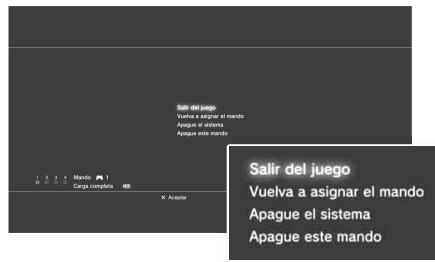 Salir del juego
Vuelva a asignar el mando
Apague el sistema
Apague este mando
1 2 3 4 Mando 1
Carga completa
X Aceptar
Salir del juego
Vuelva a asignar el mando
Apague el sistema
Apague este mando